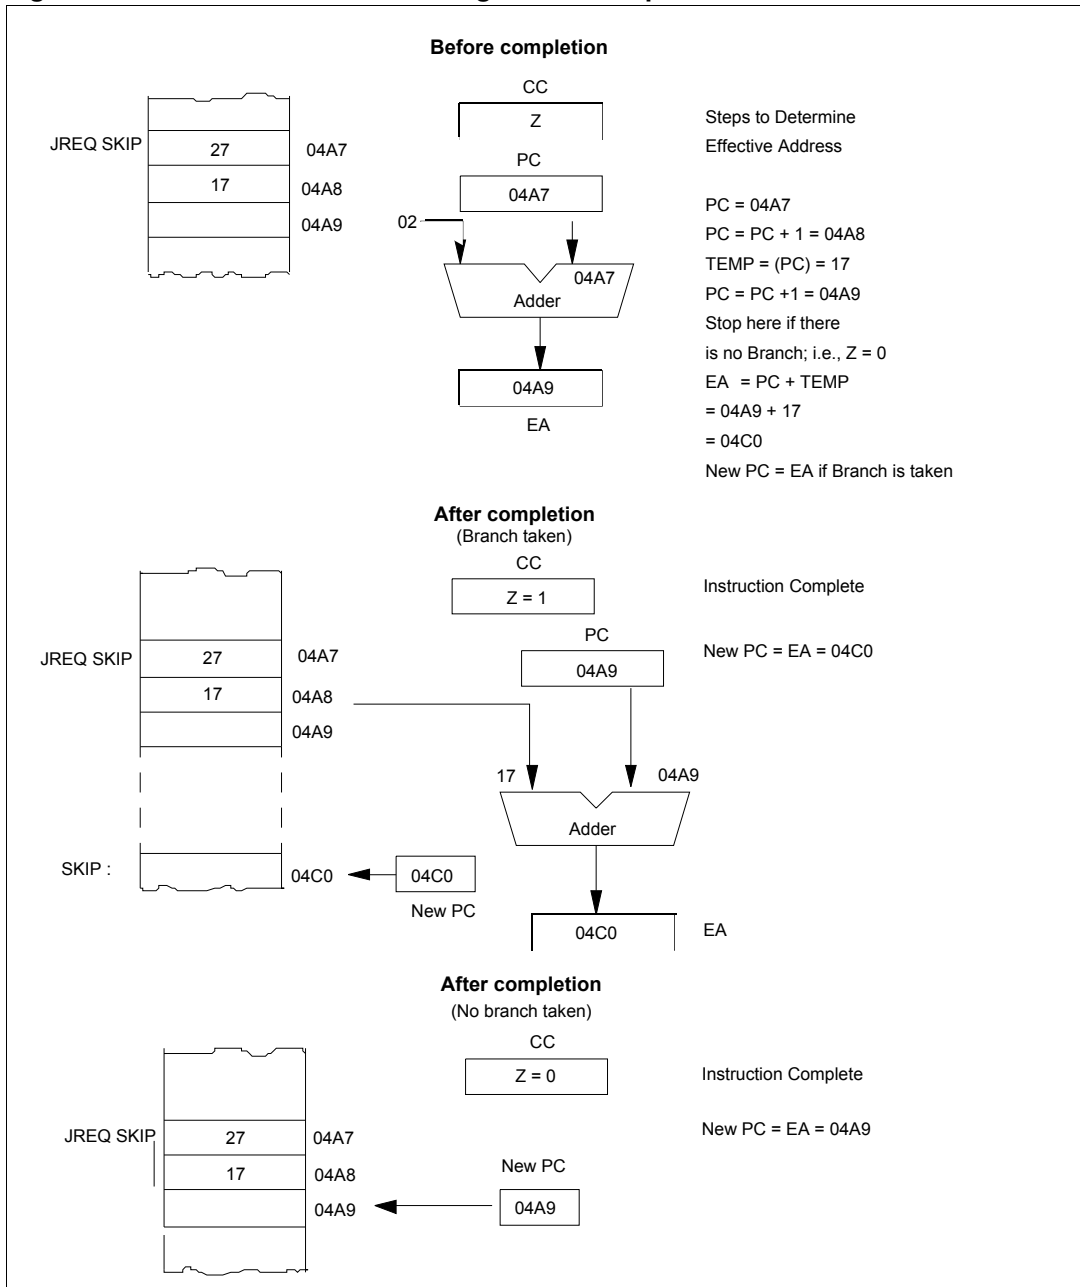 Before completion
CC
Z
PC
04A7
02
04A7
Adder
04A9
EA
JREQ SKIP
27
04A7
17
04A8
04A9
Steps to Determine
Effective Address
PC = 04A7
PC = PC + 1 = 04A8
TEMP = (PC) = 17
PC = PC +1 = 04A9
Stop here if there
is no Branch; i.e., Z = 0
EA = PC + TEMP
= 04A9 + 17
= 04C0
New PC = EA if Branch is taken
After completion
(Branch taken)
CC
Z = 1
Instruction Complete
PC
04A9
New PC = EA = 04C0
JREQ SKIP
27
04A7
17
04A8
04A9
17
04A9
Adder
SKIP :
04C0
04C0
New PC
04C0
EA
After completion
(No branch taken)
CC
Z = 0
Instruction Complete
New PC = EA = 04A9
JREQ SKIP
27
04A7
17
04A8
04A9
New PC
04A9